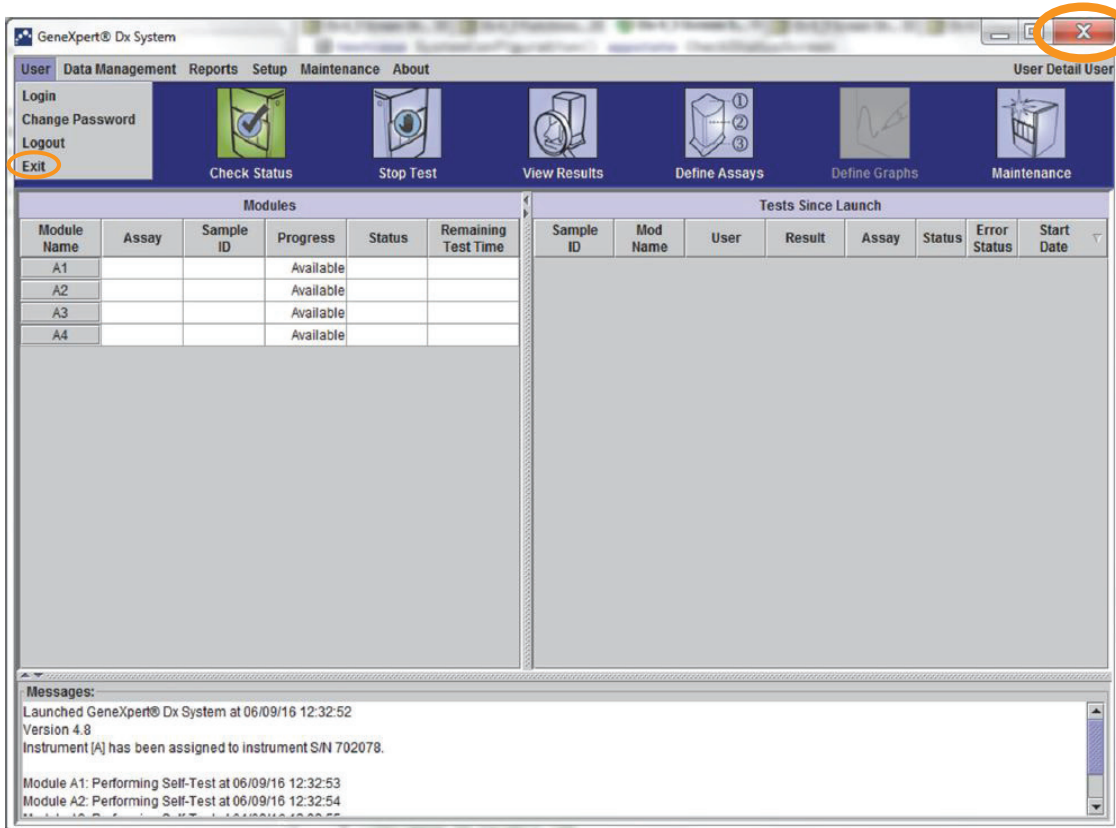 GeneXpert® Dx System
User Data Management Reports Setup Maintenance About User Detail User
Login
Change Password
Logout
Exit
Check Status Stop Test View Results Define Assays Define Graphs Maintenance
Modules
Module Name Assay Sample ID Progress Status Remaining Test Time
A1 Available
A2 Available
A3 Available
A4 Available
Tests Since Launch
Sample ID Mod Name User Result Assay Status Error Status Start Date
Messages:
Launched GeneXpert® Dx System at 06/09/16 12:32:52
Version 4.8
Instrument [A] has been assigned to instrument S/N 702078.
Module A1: Performing Self-Test at 06/09/16 12:32:53
Module A2: Performing Self-Test at 06/09/16 12:32:54